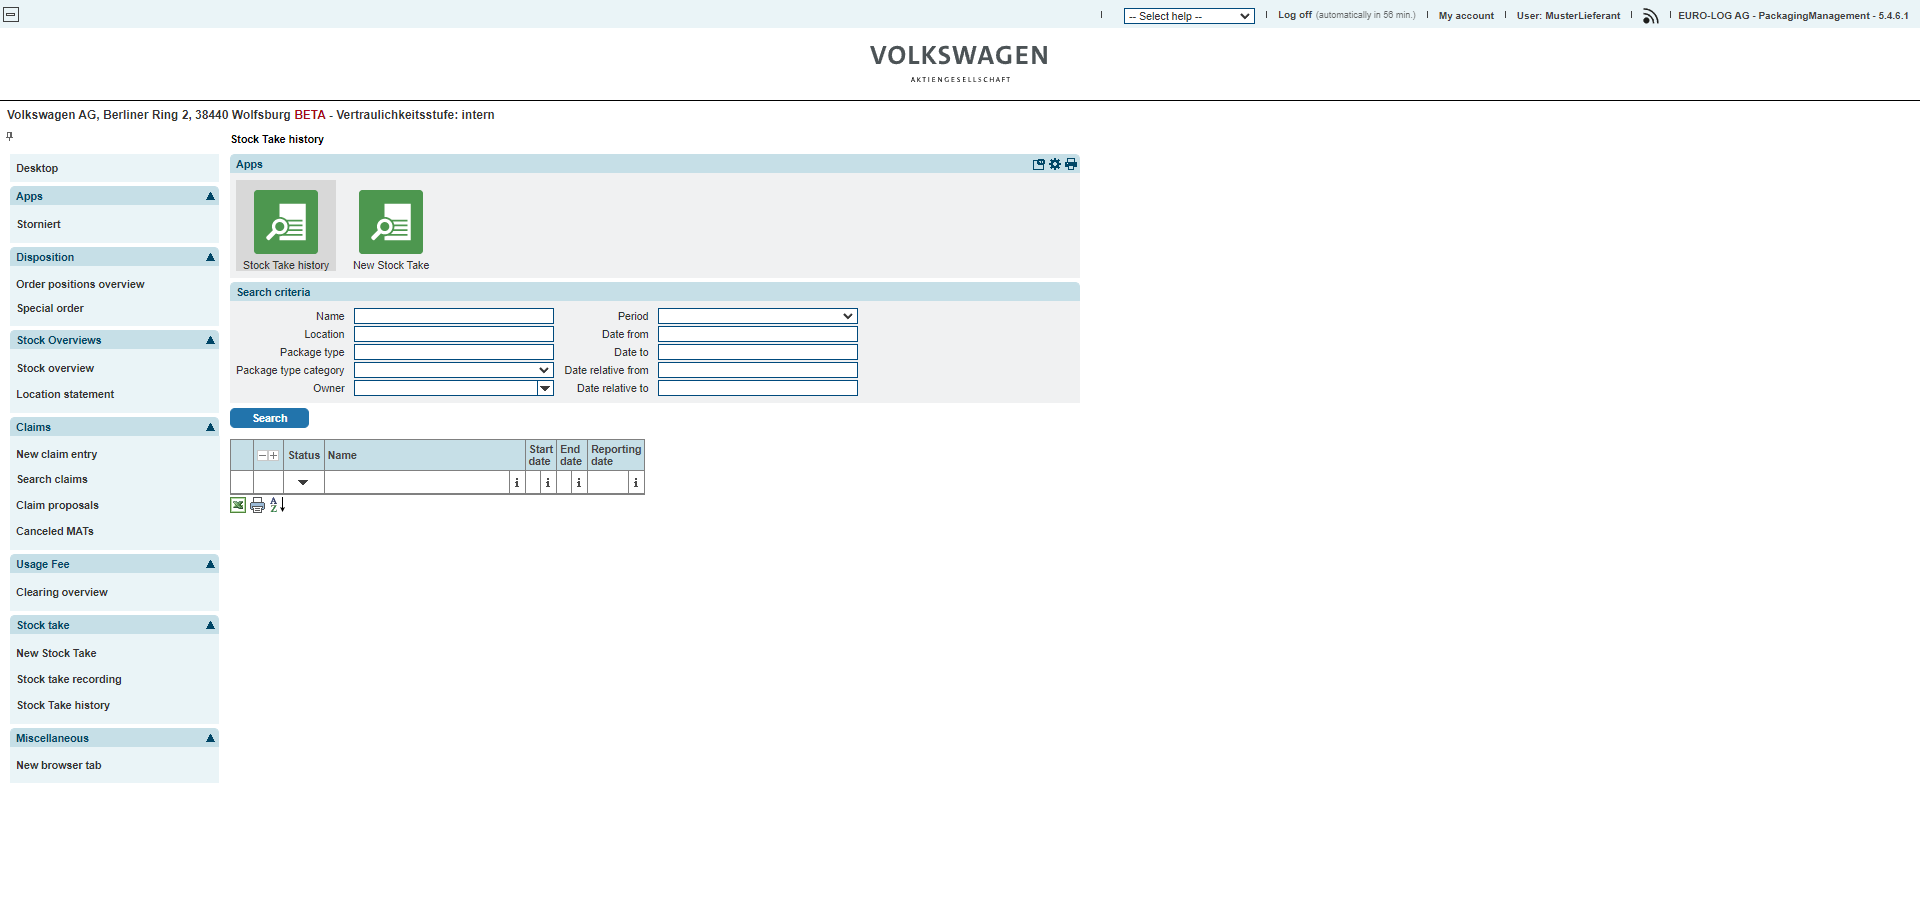 -- Select help --
Log off (automatically in 56 min.)
My account
User: MusterLieferant
EURO-LOG AG - PackagingManagement - 5.4.6.1
VOLKSWAGEN
AKTIENGESELLSCHAFT
Volkswagen AG, Berliner Ring 2, 38440 Wolfsburg BETA - Vertraulichkeitsstufe: intern
Desktop
Apps
Storniert
Disposition
Order positions overview
Special order
Stock Overviews
Stock overview
Location statement
Claims
New claim entry
Search claims
Claim proposals
Canceled MATs
Usage Fee
Clearing overview
Stock take
New Stock Take
Stock take recording
Stock Take history
Miscellaneous
New browser tab
Stock Take history
Apps
Stock Take history
New Stock Take
Search criteria
Name
Period
Location
Date from
Package type
Date to
Package type category
Date relative from
Owner
Date relative to
Search
Status
Name
Start date
End date
Reporting date